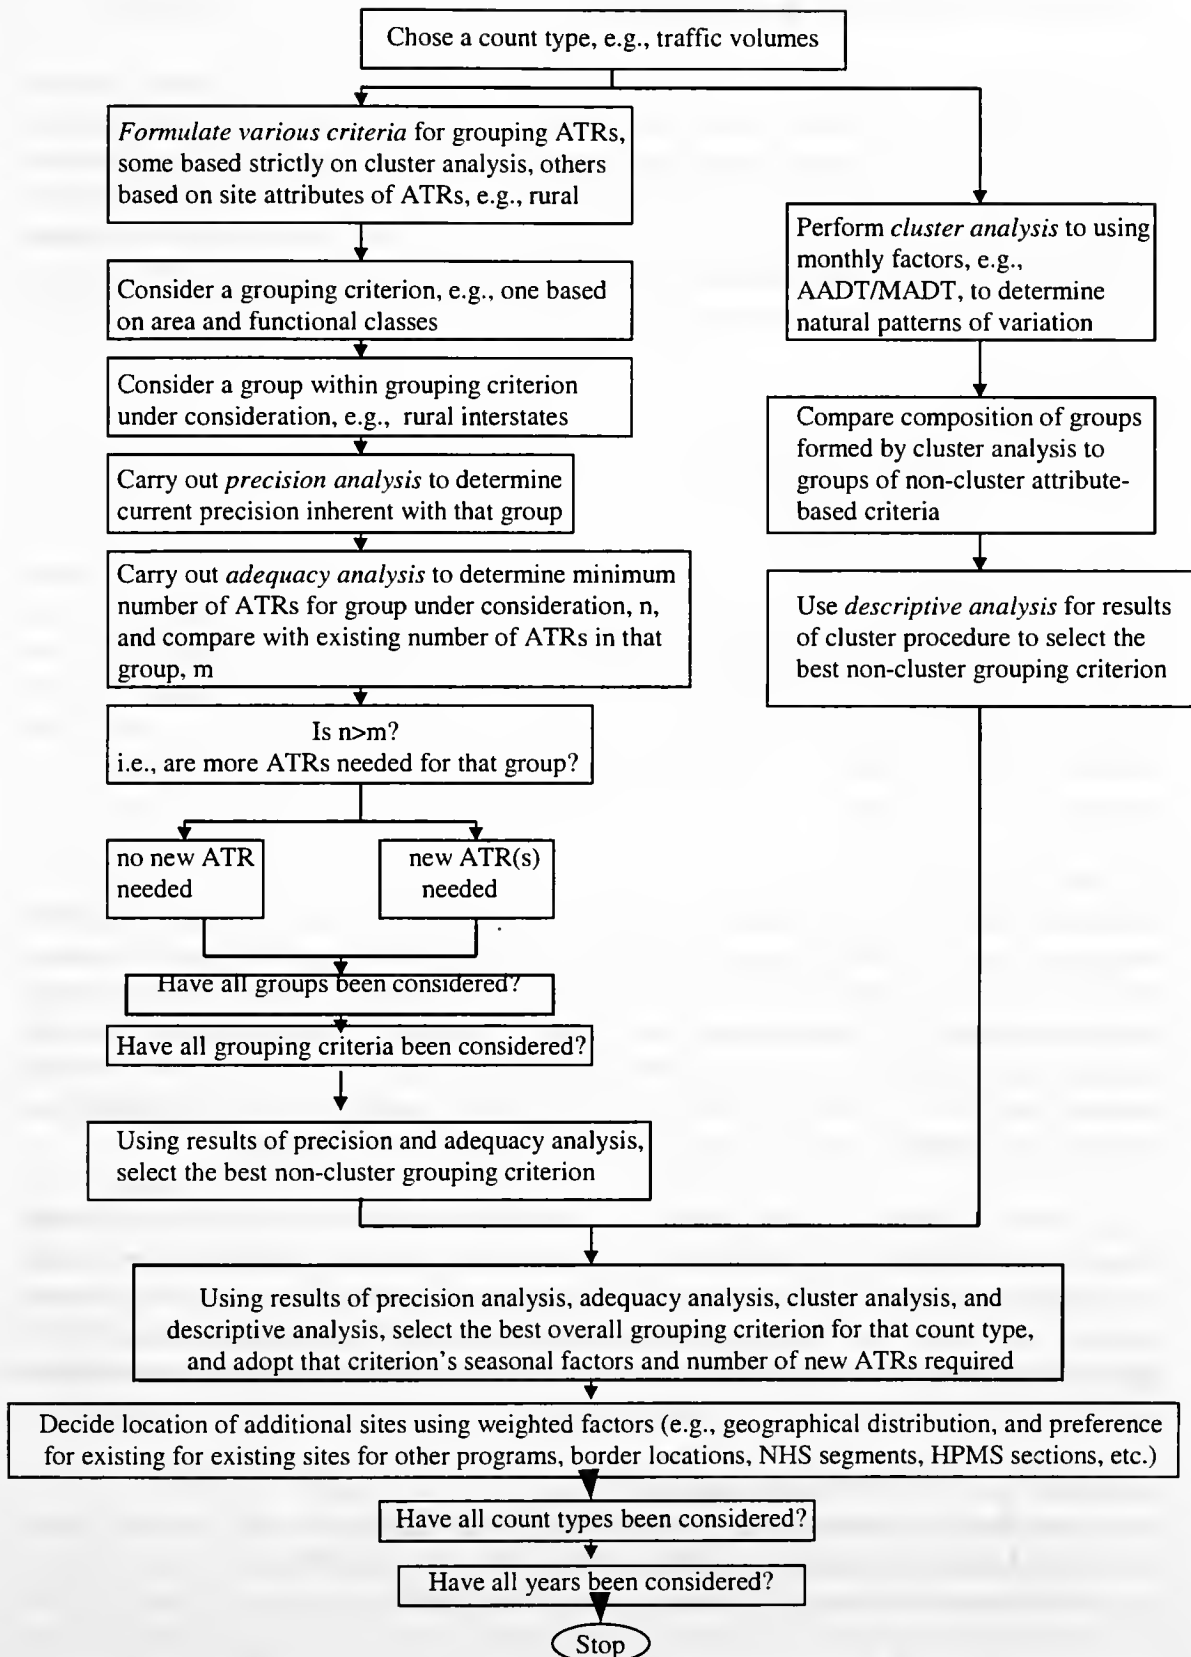 Chose a count type, e.g., traffic volumes
Formulate various criteria for grouping ATRs,
some based strictly on cluster analysis, others
based on site attributes of ATRs, e.g., rural
Consider a grouping criterion, e.g., one based
on area and functional classes
Consider a group within grouping criterion
under consideration, e.g., rural interstates
Carry out precision analysis to determine
current precision inherent with that group
Carry out adequacy analysis to determine minimum
number of ATRs for group under consideration, n,
and compare with existing number of ATRs in that
group, m
Is n>m?
i.e., are more ATRs needed for that group?
no new ATR
needed
new ATR(s)
needed
Have all groups been considered?
Have all grouping criteria been considered?
Using results of precision and adequacy analysis,
select the best non-cluster grouping criterion
Perform cluster analysis to using
monthly factors, e.g.,
AADT/MADT, to determine
natural patterns of variation
Compare composition of groups
formed by cluster analysis to
groups of non-cluster attribute-
based criteria
Use descriptive analysis for results
of cluster procedure to select the
best non-cluster grouping criterion
Using results of precision analysis, adequacy analysis, cluster analysis, and
descriptive analysis, select the best overall grouping criterion for that count type,
and adopt that criterion's seasonal factors and number of new ATRs required
Decide location of additional sites using weighted factors (e.g., geographical distribution, and preference
for existing for existing sites for other programs, border locations, NHS segments, HPMS sections, etc.)
Have all count types been considered?
Have all years been considered?
Stop